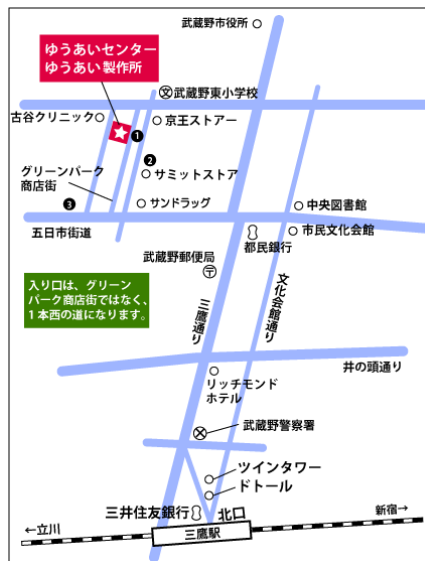 武蔵野市役所
ゆうあいセンター
ゆうあい製作所
武蔵野東小学校
古谷クリニック
京王ストアー
1
2
グリーンパーク
商店街
サミットストア
3
サンドラッグ
中央図書館
五日市街道
市民文化会館
都民銀行
武蔵野郵便局
入り口は、グリーン
パーク商店街ではなく、
1本西の道になります。
三鷹通り
文化会館通り
井の頭通り
リッチモンド
ホテル
武蔵野警察署
ツインタワー
ドトール
三井住友銀行
北口
←立川
三鷹駅
新宿→